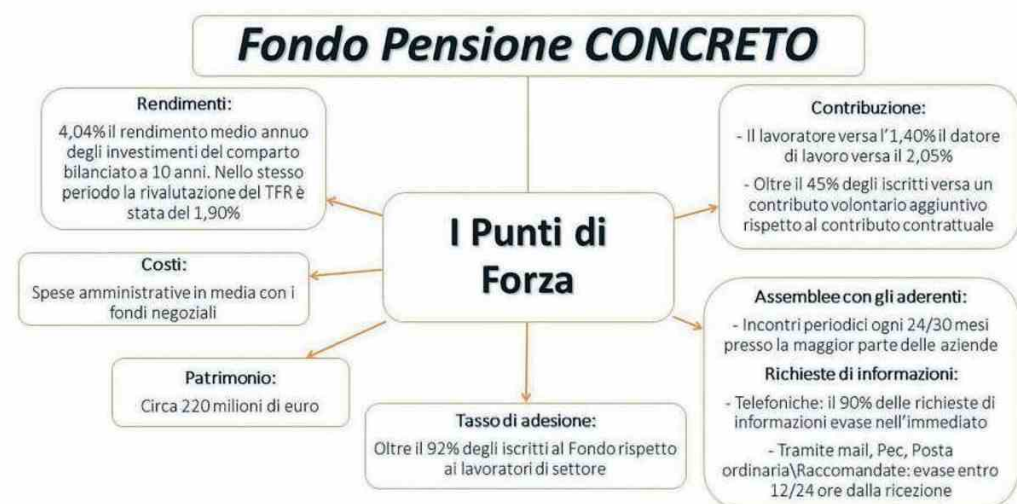 Fondo Pensione CONCRETO
Rendimenti:
4,04% il rendimento medio annuo
degli investimenti del comparto
bilanciato a 10 anni. Nello stesso
periodo la rivalutazione del TFR è
stata del 1,90%
Contribuzione:
- Il lavoratore versa l'1,40% il datore
di lavoro versa il 2,05%
- Oltre il 45% degli iscritti versa un
contributo volontario aggiuntivo
rispetto al contributo contrattuale
I Punti di
Forza
Costi:
Spese amministrative in media con i
fondi negoziali
Patrimonio:
Circa 220 milioni di euro
Tasso di adesione:
Oltre il 92% degli iscritti al Fondo rispetto
ai lavoratori di settore
Assemblee con gli aderenti:
- Incontri periodici ogni 24/30 mesi
presso la maggior parte delle aziende
Richieste di informazioni:
- Telefoniche: il 90% delle richieste di
informazioni evase nell'immediato
- Tramite mail, Pec, Posta
ordinaria\Raccomandate: evase entro
12/24 ore dalla ricezione